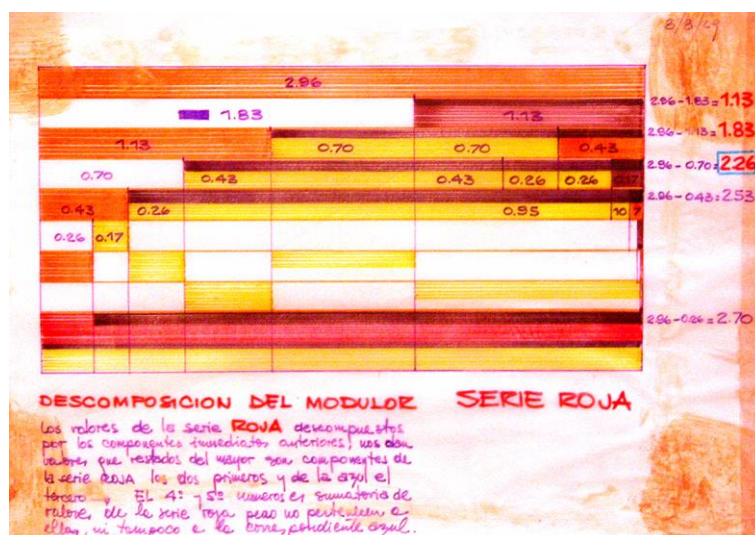 8/8/29
2.96
1.83 1.13 2.96-1.83=1.13
1.13 0.70 0.70 0.43 2.96-1.13=1.83
0.70 0.43 0.43 0.26 0.26 0.17 2.96-0.70=2.26
0.43 0.26 0.95 10 7 2.96-0.43=2.53
0.26 0.17
2.96-0.26=2.70
DESCOMPOSICION DEL MODULOR SERIE ROJA
Los valores de la serie ROJA descompuestos
por los componentes inmediatos anteriores, nos dan
valores que restados del mayor son componentes de
la serie ROJA los dos primeros y de la azul el
tercero. EL 4º y 5º números es sumatoria de
valores de la serie roja pero no pertenecen a
ellas, ni tampoco a la correspondiente azul.